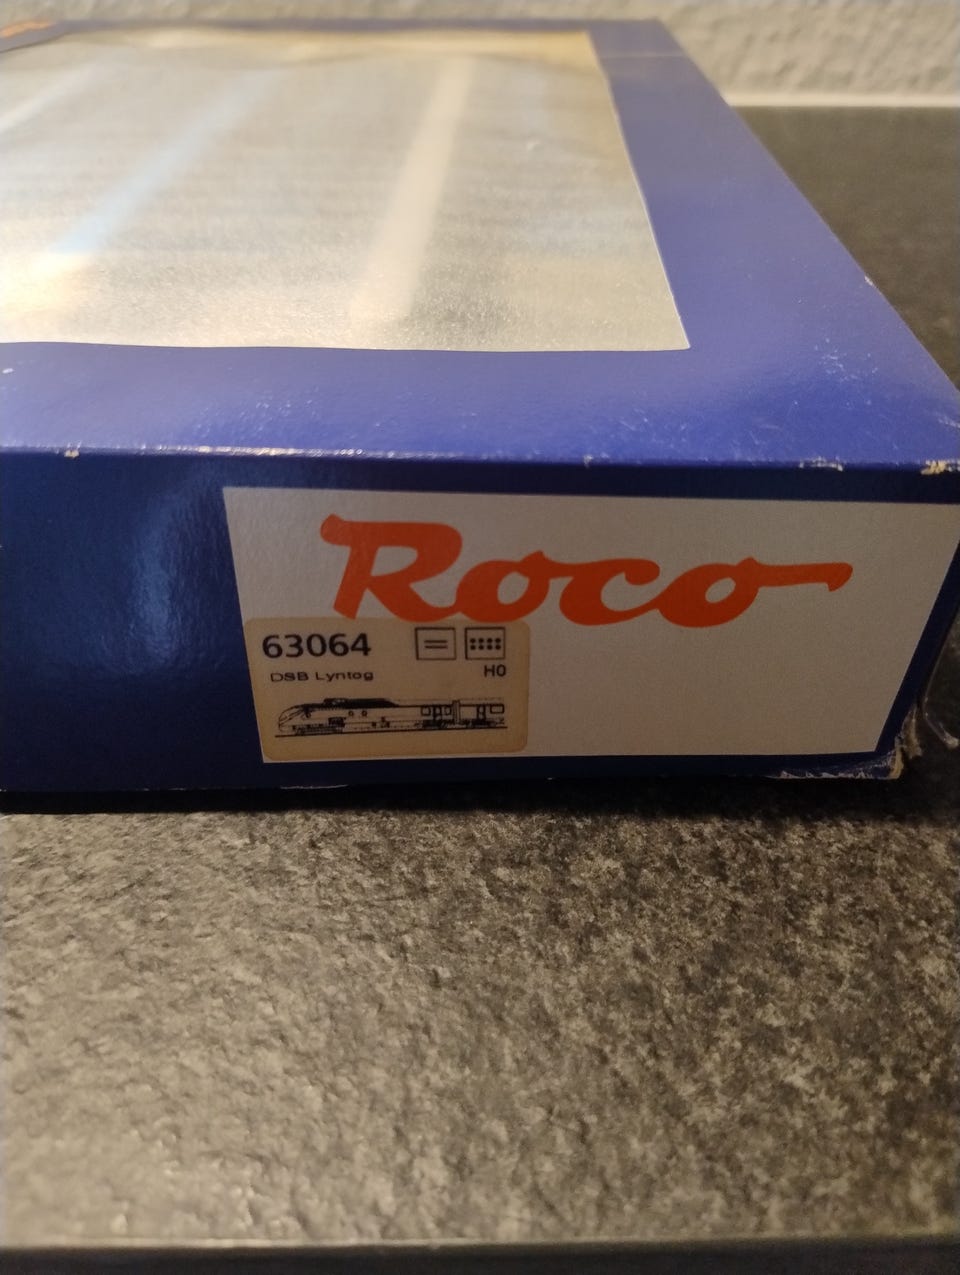 Roco
63064
DSB Lyntog
H0